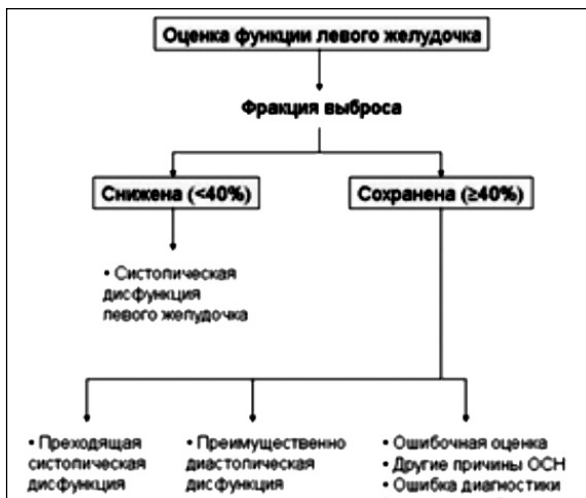 Оценка функции левого желудочка
Фракция выброса
Снижена (<40%)
Сохранена (≥40%)
• Систолическая
дисфункция
левого желудочка
• Преходящая
систолическая
дисфункция
• Преимущественно
диастолическая
дисфункция
• Ошибочная оценка
• Другие причины ОСН
• Ошибка диагностики